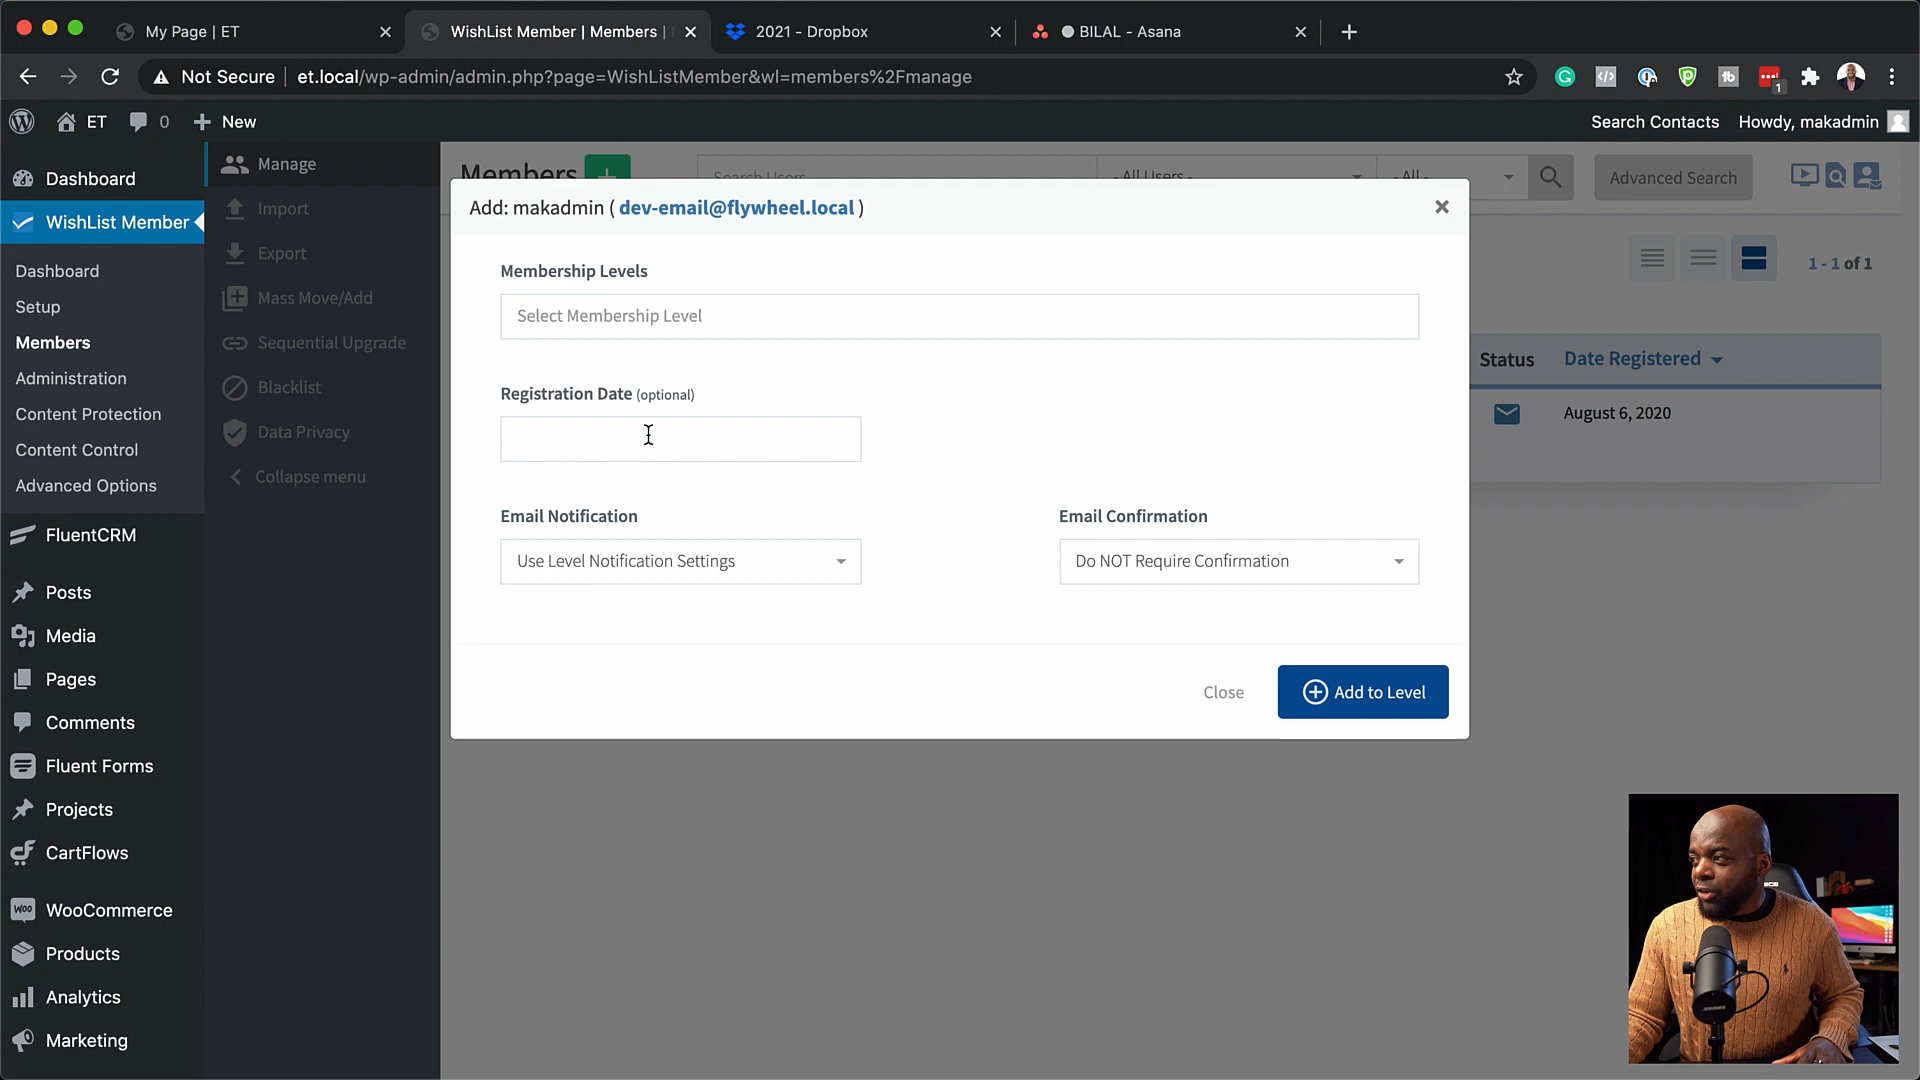 My Page | ET
WishList Member | Members |
2021 - Dropbox
BILAL - Asana
Not Secure
et.local/wp-admin/admin.php?page=WishListMember&wl=members%2Fmanage
1
ET
0
New
Search Contacts
Howdy, makadmin
Dashboard
WishList Member
Dashboard
Setup
Members
Administration
Content Protection
Content Control
Advanced Options
FluentCRM
Posts
Media
Pages
Comments
Fluent Forms
Projects
CartFlows
WooCommerce
Products
Analytics
Marketing
Manage
Import
Export
Mass Move/Add
Sequential Upgrade
Blacklist
Data Privacy
Collapse menu
Members
Search Users
- All Users -
- All -
Advanced Search
1 - 1 of 1
Status
Date Registered
August 6, 2020
Add: makadmin ( dev-email@flywheel.local )
Membership Levels
Select Membership Level
Registration Date (optional)
Email Notification
Email Confirmation
Use Level Notification Settings
Do NOT Require Confirmation
Close
Add to Level